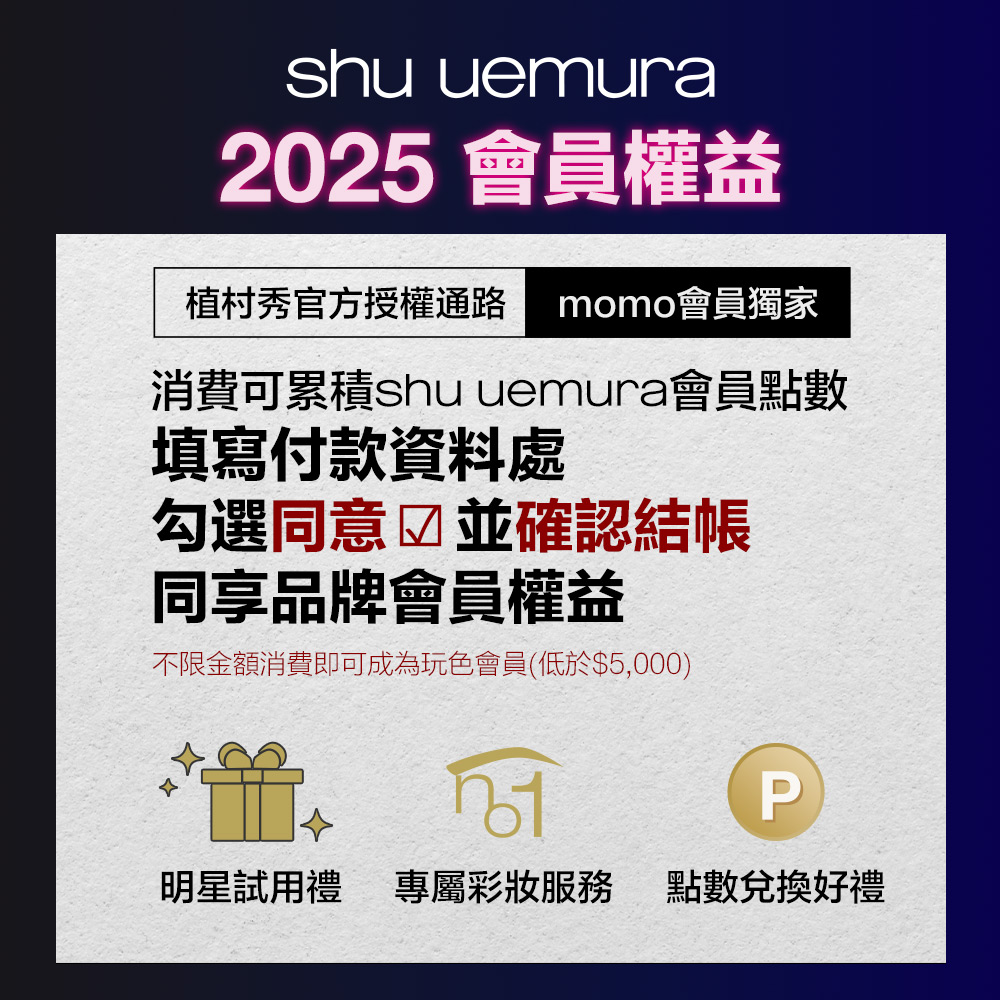 shu uemura
2025 會員權益
植村秀官方授權通路 momo會員獨家
消費可累積shu uemura會員點數
填寫付款資料處
勾選同意☑並確認結帳
同享品牌會員權益
不限金額消費即可成為玩色會員(低於$5,000)
no1
P
明星試用禮 專屬彩妝服務 點數兌換好禮